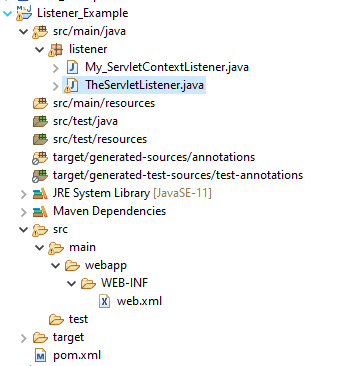 Listener_Example
src/main/java
listener
My_ServletContextListener.java
TheServletListener.java
src/main/resources
src/test/java
src/test/resources
target/generated-sources/annotations
target/generated-test-sources/test-annotations
JRE System Library [JavaSE-11]
Maven Dependencies
src
main
webapp
WEB-INF
web.xml
test
target
pom.xml